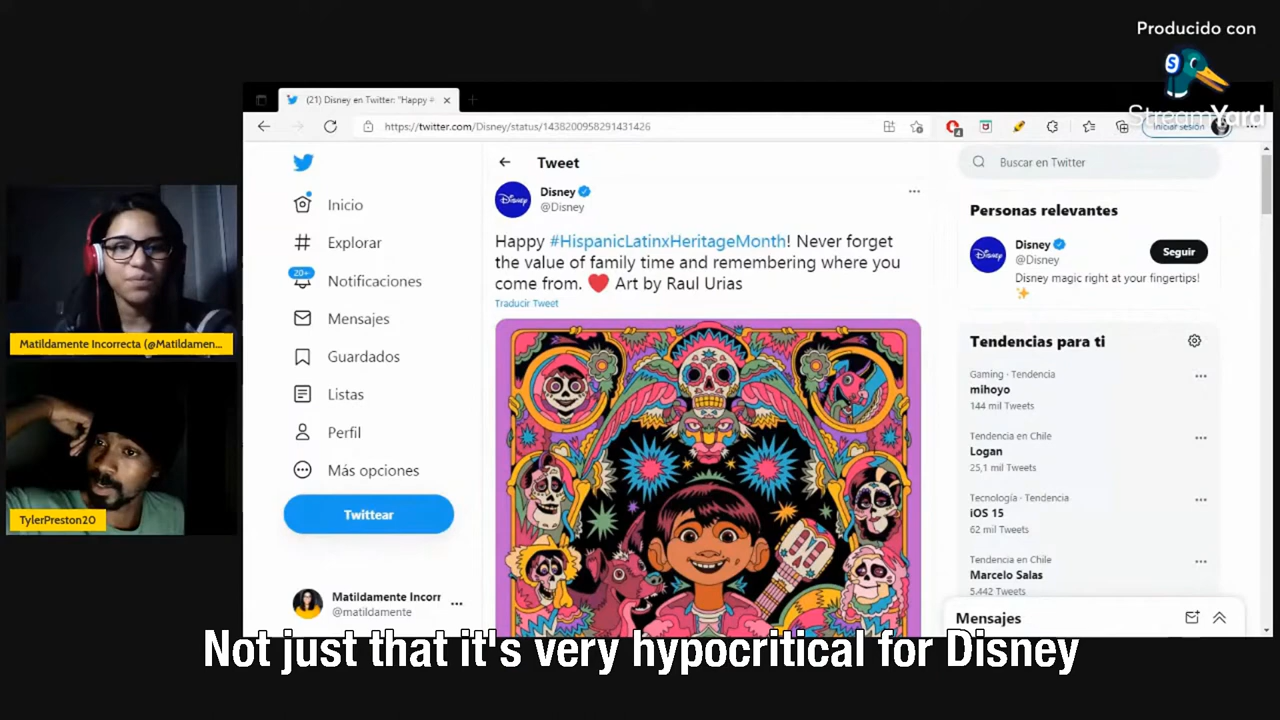 Producido con
StreamYard
(21) Disney en Twitter: "Happy
https://twitter.com/Disney/status/1438200958291431426
Iniciar sesión
Inicio
Explorar
20+
Notificaciones
Mensajes
Guardados
Listas
Perfil
Más opciones
Twittear
Matildamente Incorr
@matildamente
Tweet
Disney
@Disney
Happy #HispanicLatinxHeritageMonth! Never forget
the value of family time and remembering where you
come from. ❤ Art by Raul Urias
Traducir Tweet
Buscar en Twitter
Personas relevantes
Disney
@Disney
Seguir
Disney magic right at your fingertips!
✨
Tendencias para ti
Gaming · Tendencia
mihoyo
144 mil Tweets
Tendencia en Chile
Logan
25,1 mil Tweets
Tecnología · Tendencia
iOS 15
62 mil Tweets
Tendencia en Chile
Marcelo Salas
5.442 Tweets
Mensajes
Matildamente Incorrecta (@Matildamen...
TylerPreston20
Not just that it's very hypocritical for Disney